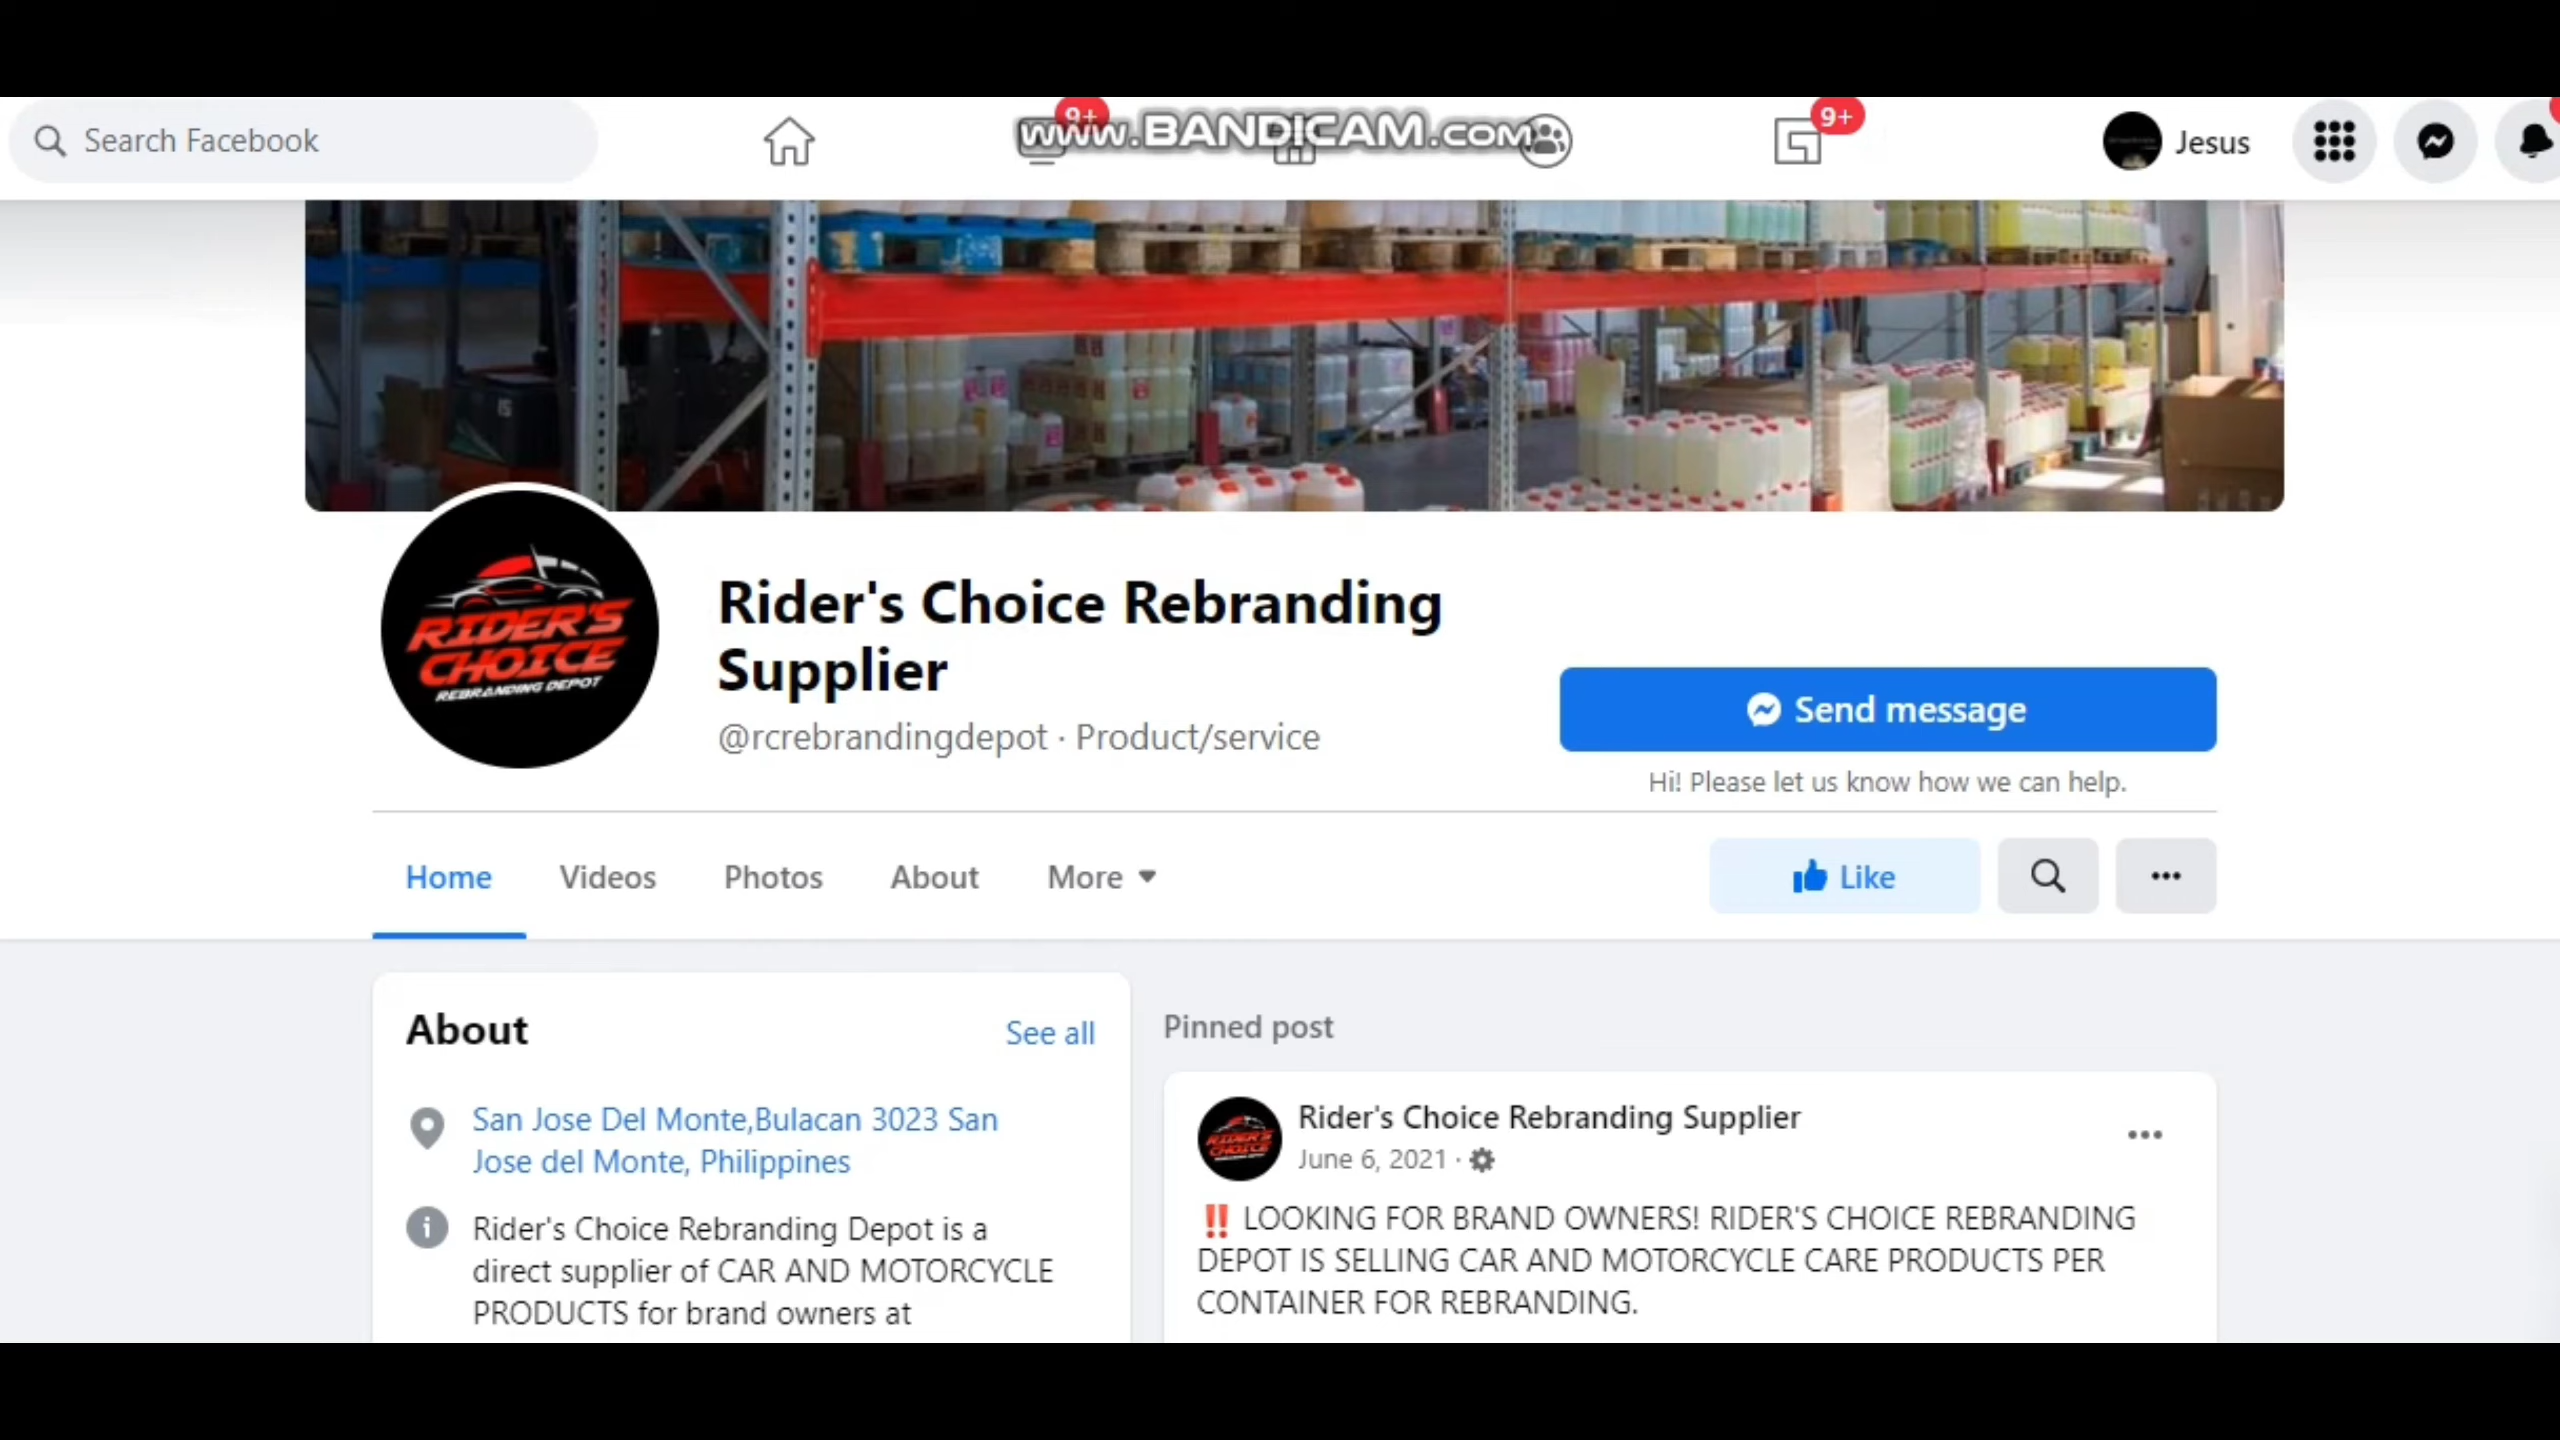 Search Facebook
9+
www.BANDICAM.com
9+
Jesus
RIDER'S
CHOICE
REBRANDING DEPOT
Rider's Choice Rebranding
Supplier
@rcrebrandingdepot · Product/service
Send message
Hi! Please let us know how we can help.
Home
Videos
Photos
About
More
Like
About
See all
San Jose Del Monte,Bulacan 3023 San
Jose del Monte, Philippines
Rider's Choice Rebranding Depot is a
direct supplier of CAR AND MOTORCYCLE
PRODUCTS for brand owners at
Pinned post
RIDER'S
CHOICE
Rider's Choice Rebranding Supplier
June 6, 2021 ·
‼ LOOKING FOR BRAND OWNERS! RIDER'S CHOICE REBRANDING
DEPOT IS SELLING CAR AND MOTORCYCLE CARE PRODUCTS PER
CONTAINER FOR REBRANDING.